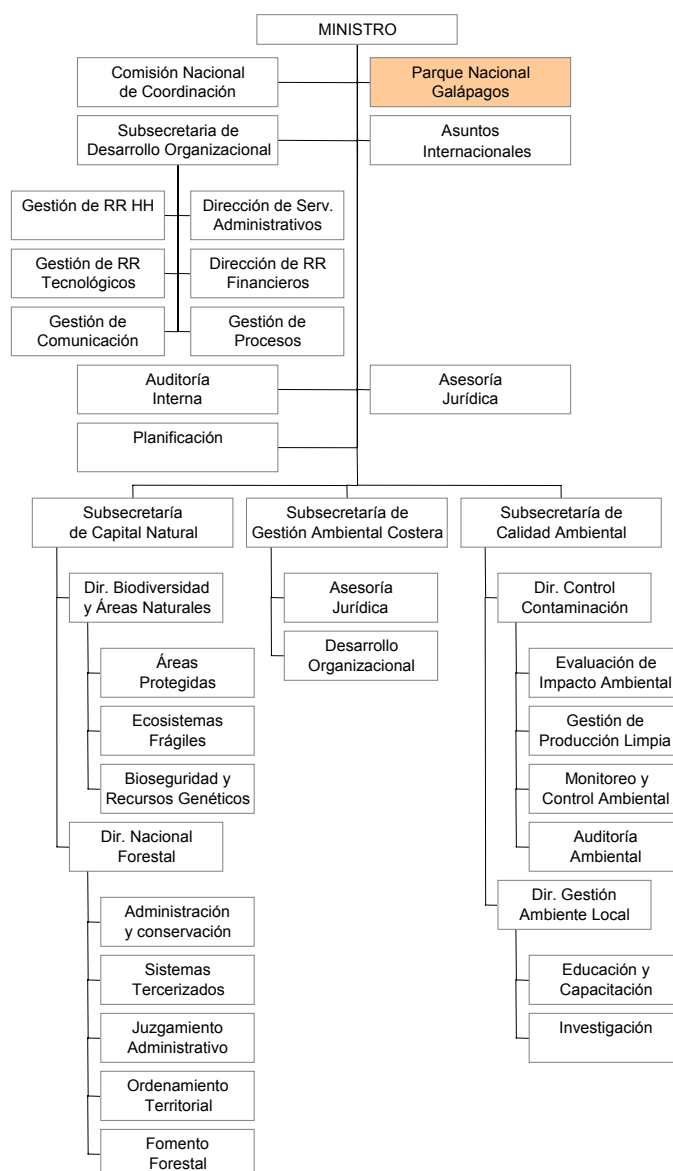 MINISTRO
Comisión Nacional
de Coordinación
Parque Nacional
Galápagos
Subsecretaria de
Desarrollo Organizacional
Asuntos
Internacionales
Gestión de RR HH
Dirección de Serv.
Administrativos
Gestión de RR
Tecnológicos
Dirección de RR
Financieros
Gestión de
Comunicación
Gestión de
Procesos
Auditoría
Interna
Asesoría
Jurídica
Planificación
Subsecretaría
de Capital Natural
Dir. Biodiversidad
y Áreas Naturales
Áreas
Protegidas
Ecosistemas
Frágiles
Bioseguridad y
Recursos Genéticos
Dir. Nacional
Forestal
Administración
y conservación
Sistemas
Tercerizados
Juzgamiento
Administrativo
Ordenamiento
Territorial
Fomento
Forestal
Subsecretaría de
Gestión Ambiental Costera
Asesoría
Jurídica
Desarrollo
Organizacional
Subsecretaría de
Calidad Ambiental
Dir. Control
Contaminación
Evaluación de
Impacto Ambiental
Gestión de
Producción Limpia
Monitoreo y
Control Ambiental
Auditoría
Ambiental
Dir. Gestión
Ambiente Local
Educación y
Capacitación
Investigación